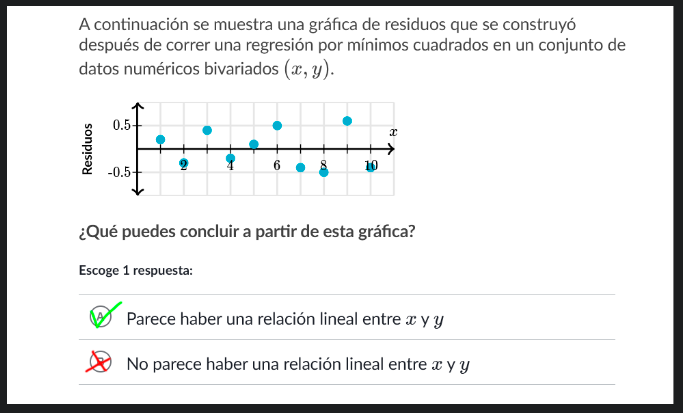 A continuación se muestra una gráfica de residuos que se construyó
después de correr una regresión por mínimos cuadrados en un conjunto de
datos numéricos bivariados (x, y).
Residuos
0.5
-0.5
x
2 4 6 8 10
¿Qué puedes concluir a partir de esta gráfica?
Escoge 1 respuesta:
A Parece haber una relación lineal entre x y y
No parece haber una relación lineal entre x y y